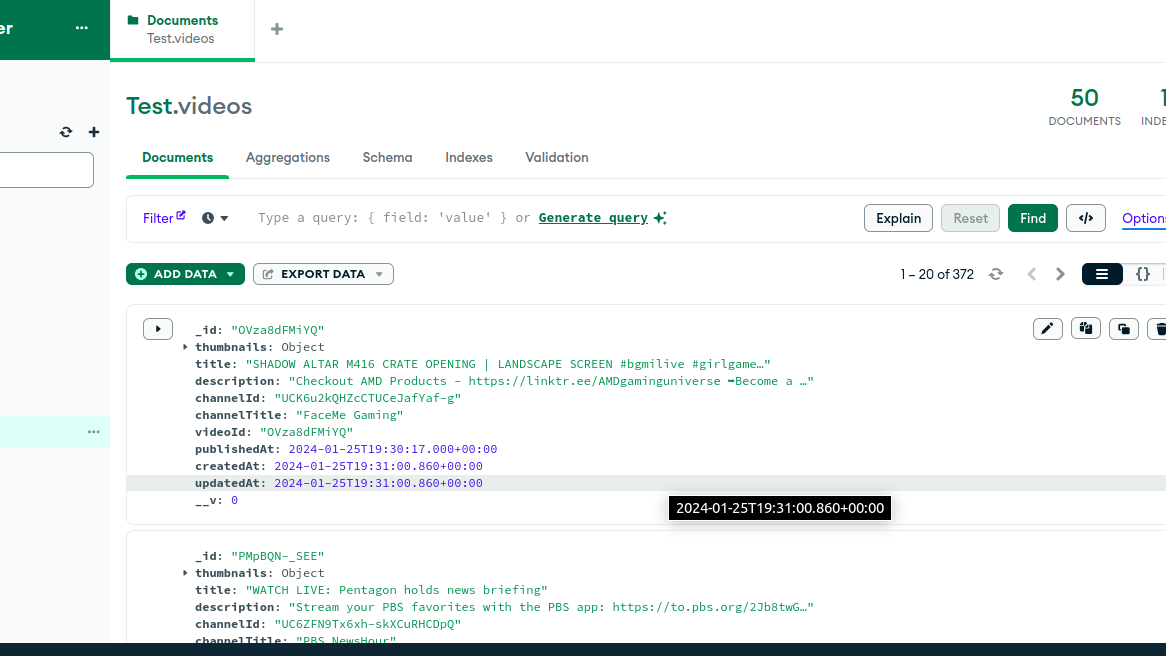 er
Documents
Test.videos
Test.videos
50
DOCUMENTS
1
INDE
Documents Aggregations Schema Indexes Validation
Filter Type a query: { field: 'value' } or Generate query Explain Reset Find </> Options
ADD DATA EXPORT DATA 1 – 20 of 372 {}
_id: "OVza8dFMiYQ"
thumbnails: Object
title: "SHADOW ALTAR M416 CRATE OPENING | LANDSCAPE SCREEN #bgmilive #girlgame…"
description: "Checkout AMD Products - https://linktr.ee/AMDgaminguniverse ➥Become a …"
channelId: "UCK6u2kQHZcCTUCeJafYaf-g"
channelTitle: "FaceMe Gaming"
videoId: "OVza8dFMiYQ"
publishedAt: 2024-01-25T19:30:17.000+00:00
createdAt: 2024-01-25T19:31:00.860+00:00
updatedAt: 2024-01-25T19:31:00.860+00:00
__v: 0
2024-01-25T19:31:00.860+00:00
_id: "PMpBQN-_SEE"
thumbnails: Object
title: "WATCH LIVE: Pentagon holds news briefing"
description: "Stream your PBS favorites with the PBS app: https://to.pbs.org/2Jb8twG…"
channelId: "UC6ZFN9Tx6xh-skXCuRHCDpQ"
channelTitle: "PBS NewsHour"